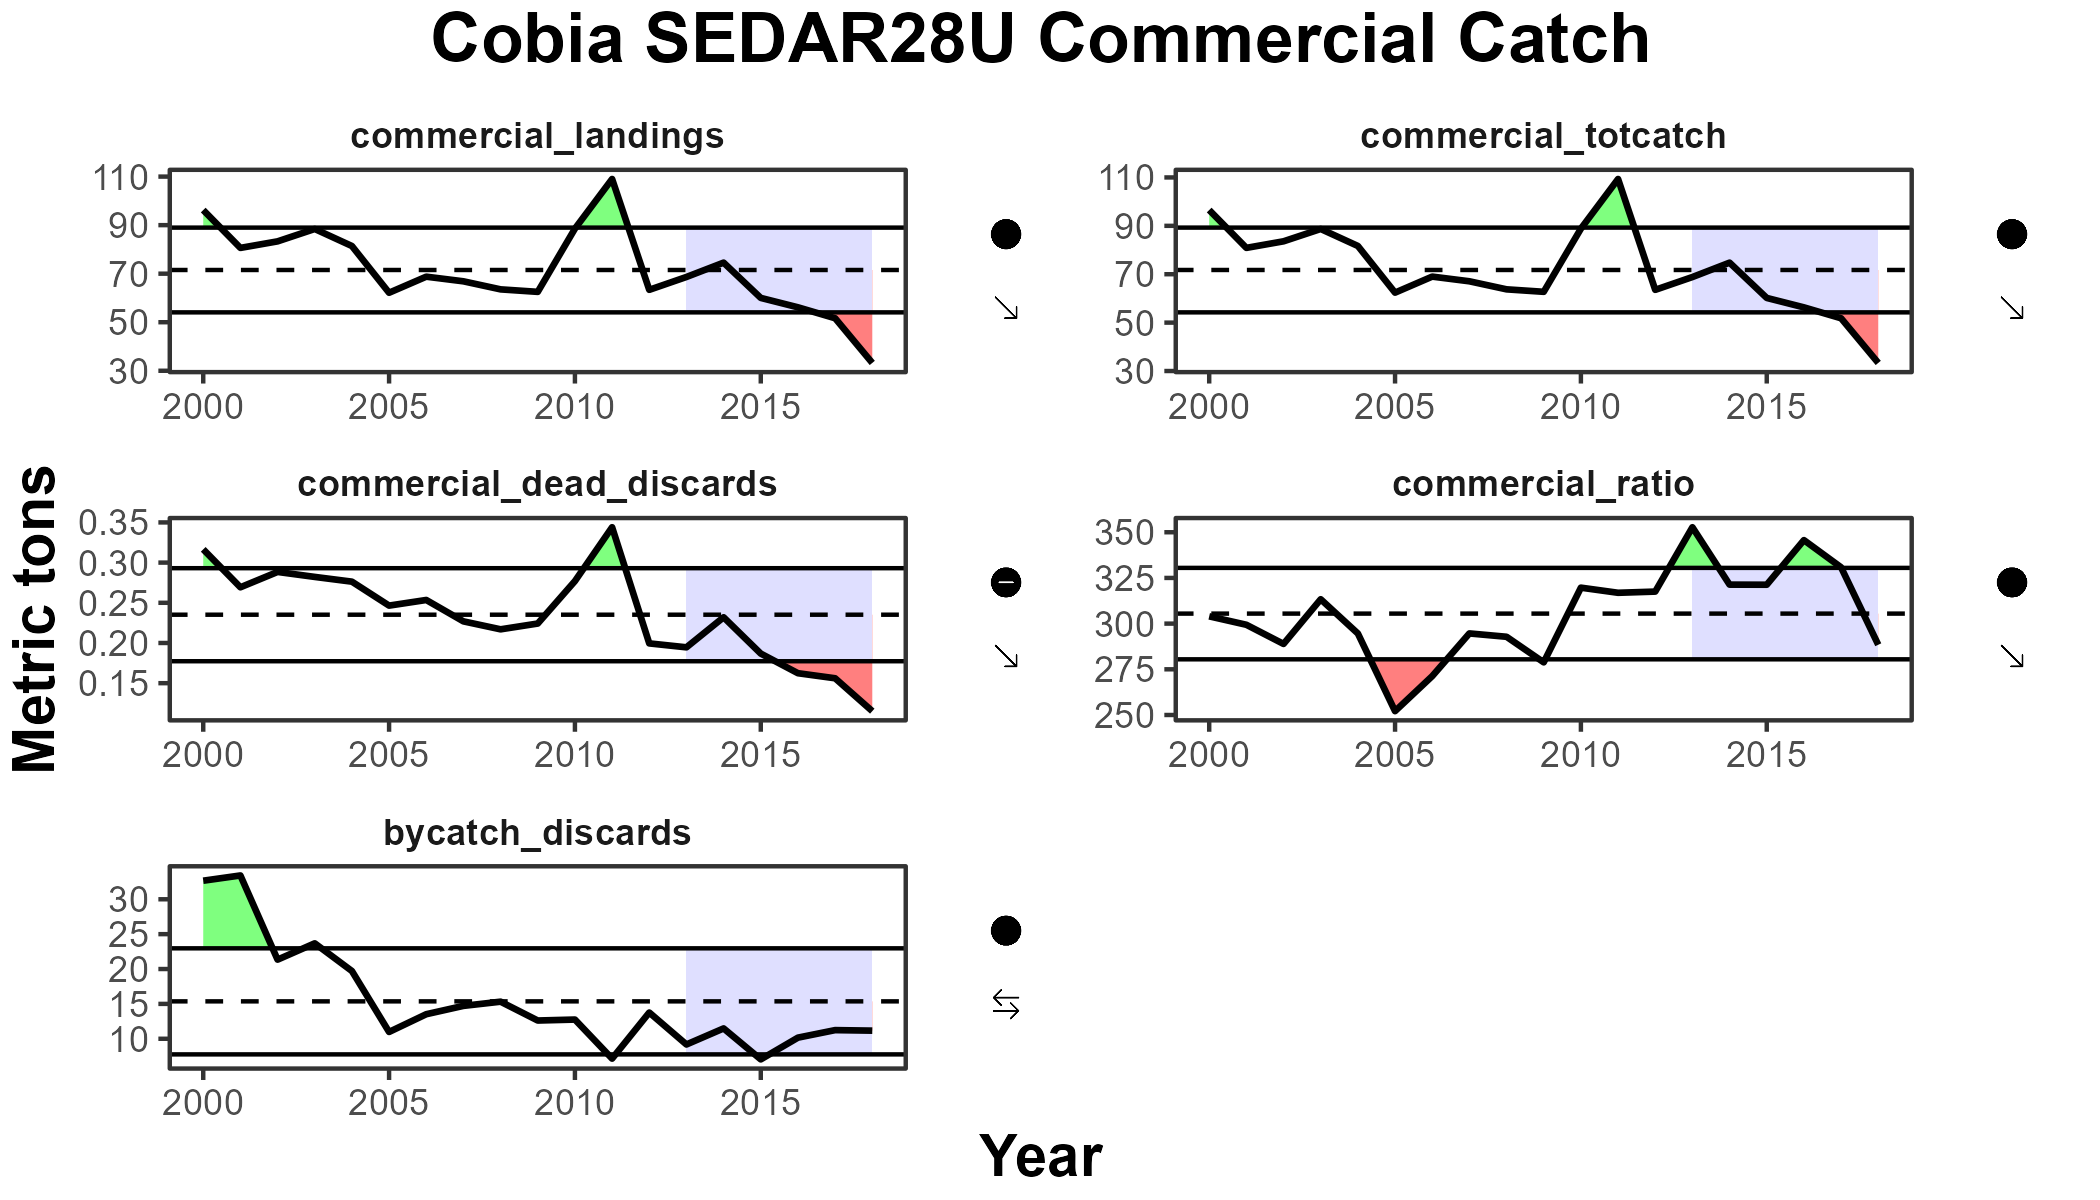 Cobia SEDAR28U Commercial Catch
commercial_landings
110
90
70
50
30
2000 2005 2010 2015
commercial_totcatch
110
90
70
50
30
2000 2005 2010 2015
Metric tons
commercial_dead_discards
0.35
0.30
0.25
0.20
0.15
2000 2005 2010 2015
commercial_ratio
350
325
300
275
250
2000 2005 2010 2015
bycatch_discards
30
25
20
15
10
2000 2005 2010 2015
Year